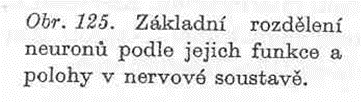 Obr. 125. Základní rozdělení
neuronů podle jejich funkce a
polohy v nervové soustavě.